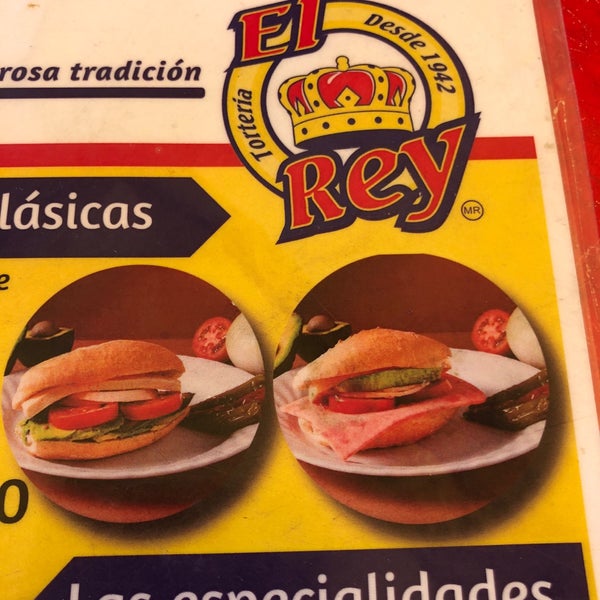 El
Desde 1942
Tortería
Rey
MR
rosa tradición
lásicas
e
0
Las especialidades